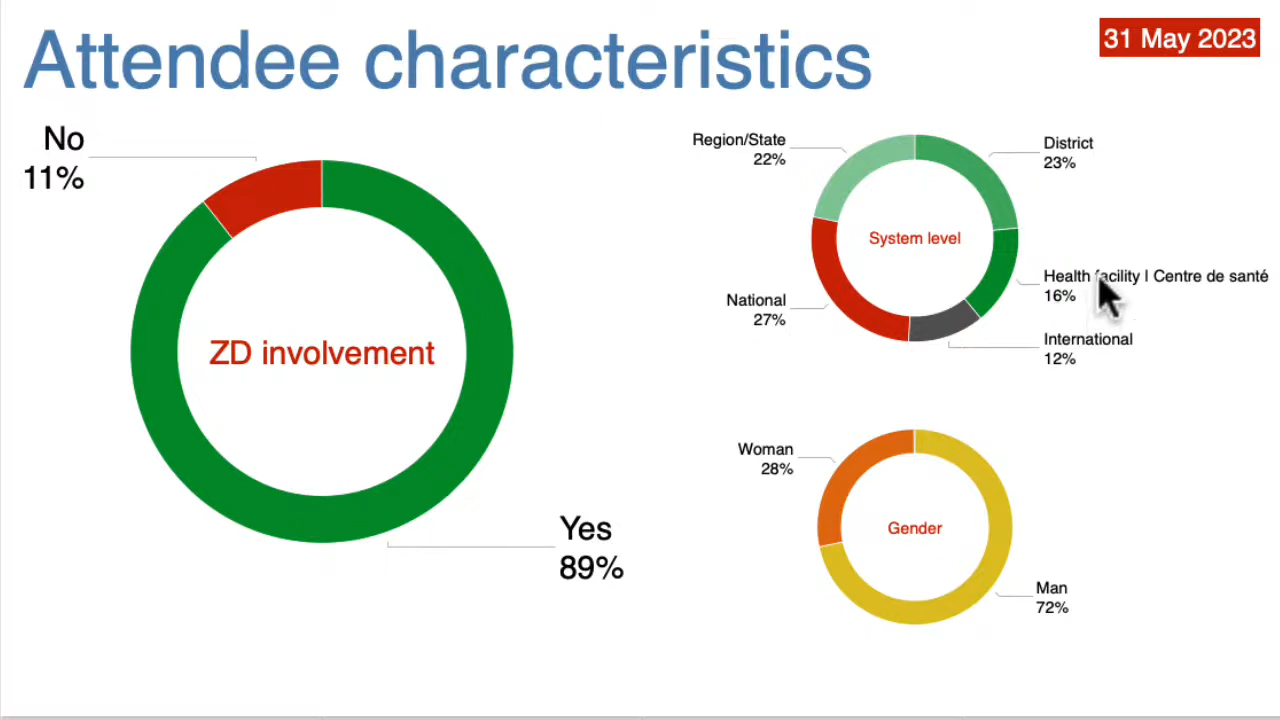 Attendee characteristics
31 May 2023
No
11%
ZD involvement
Yes
89%
Region/State
22%
District
23%
System level
Health facility | Centre de santé
16%
National
27%
International
12%
Woman
28%
Gender
Man
72%